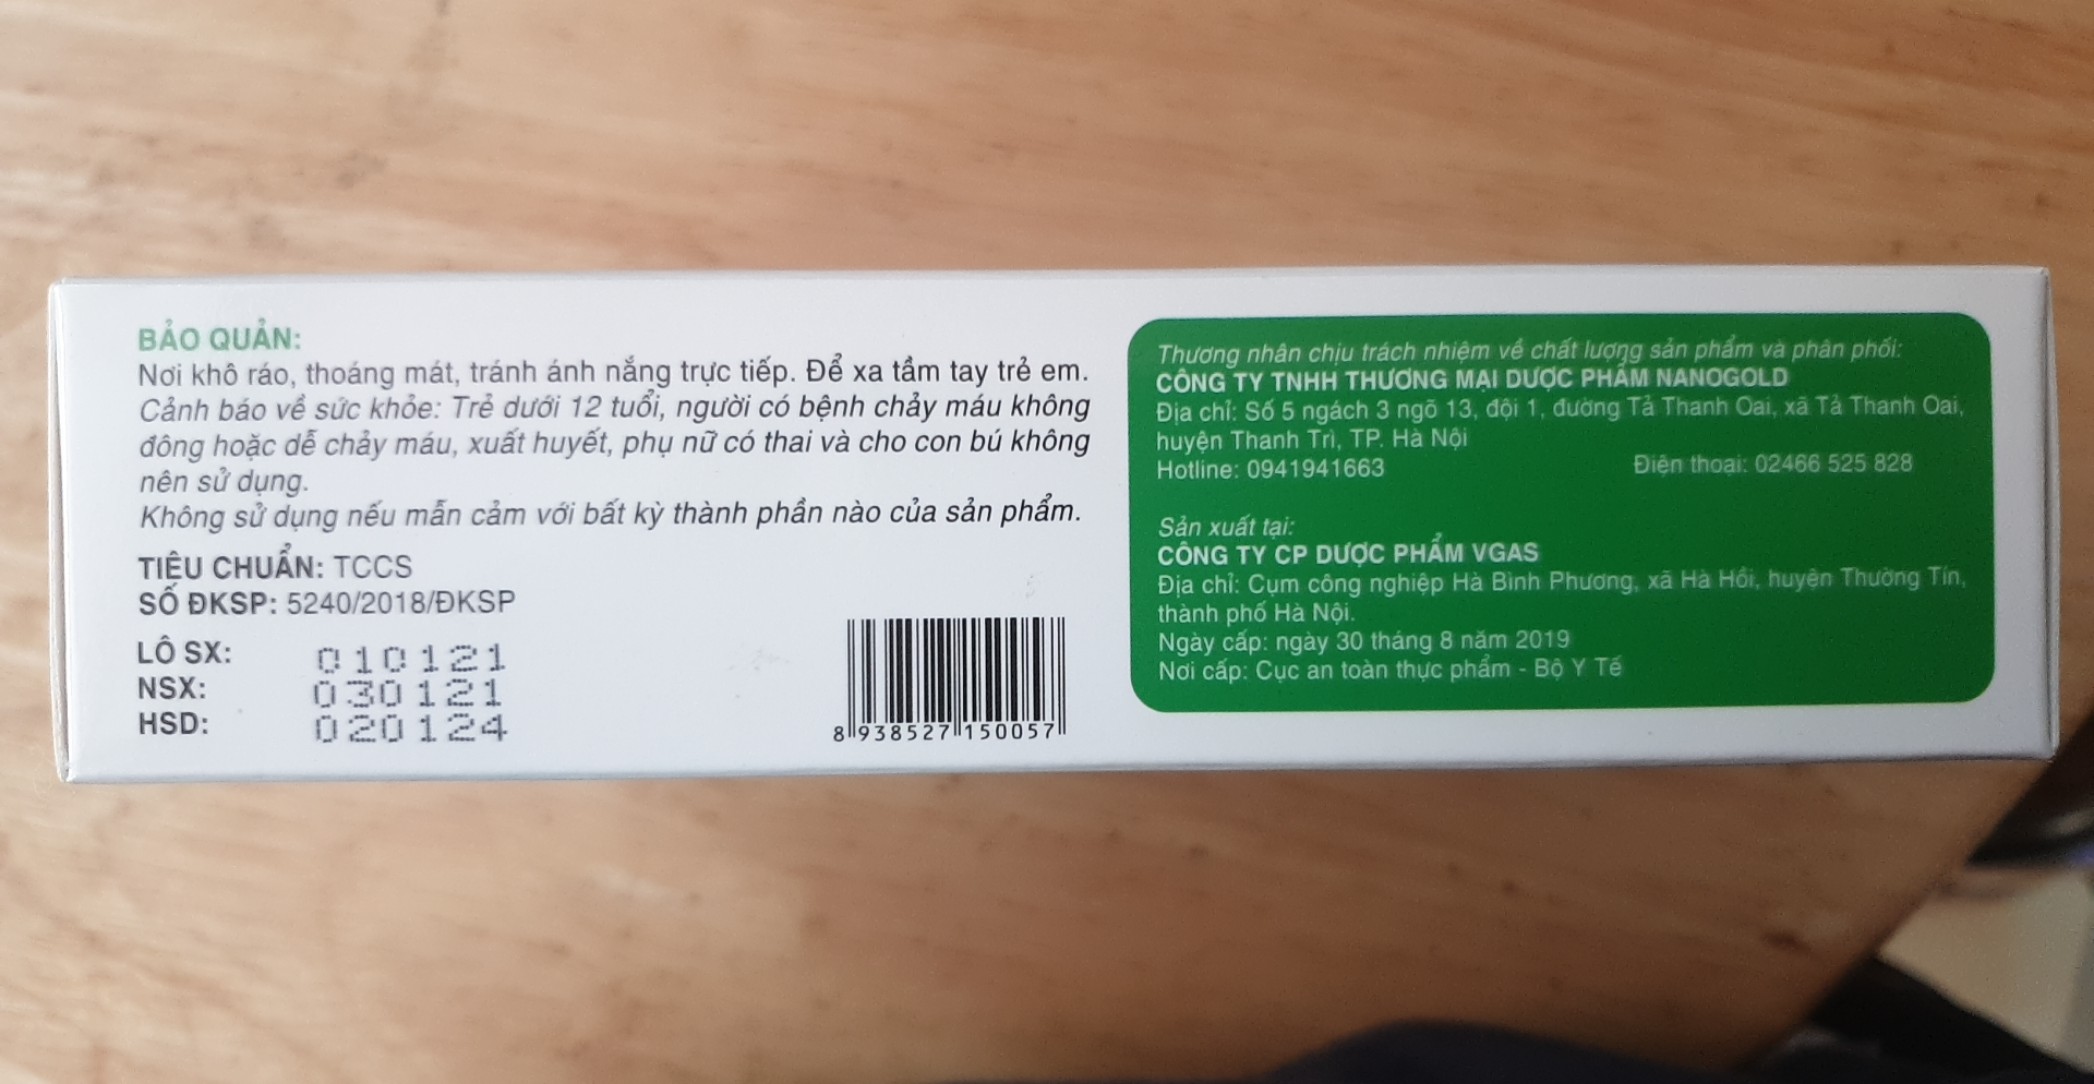 BẢO QUẢN:
Nơi khô ráo, thoáng mát, tránh ánh nắng trực tiếp. Để xa tầm tay trẻ em.
Cảnh báo về sức khỏe: Trẻ dưới 12 tuổi, người có bệnh chảy máu không
đông hoặc dễ chảy máu, xuất huyết, phụ nữ có thai và cho con bú không
nên sử dụng.
Không sử dụng nếu mẫn cảm với bất kỳ thành phần nào của sản phẩm.
TIÊU CHUẨN: TCCS
SỐ ĐKSP: 5240/2018/ĐKSP
LÔ SX: 010121
NSX: 030121
HSD: 020124
8 938527 150057
Thương nhân chịu trách nhiệm về chất lượng sản phẩm và phân phối:
CÔNG TY TNHH THƯƠNG MẠI DƯỢC PHẨM NANOGOLD
Địa chỉ: Số 5 ngách 3 ngõ 13, đội 1, đường Tả Thanh Oai, xã Tả Thanh Oai,
huyện Thanh Trì, TP. Hà Nội
Hotline: 0941941663 Điện thoại: 02466 525 828
Sản xuất tại:
CÔNG TY CP DƯỢC PHẨM VGAS
Địa chỉ: Cụm công nghiệp Hà Bình Phương, xã Hà Hồi, huyện Thường Tín,
thành phố Hà Nội.
Ngày cấp: ngày 30 tháng 8 năm 2019
Nơi cấp: Cục an toàn thực phẩm - Bộ Y Tế